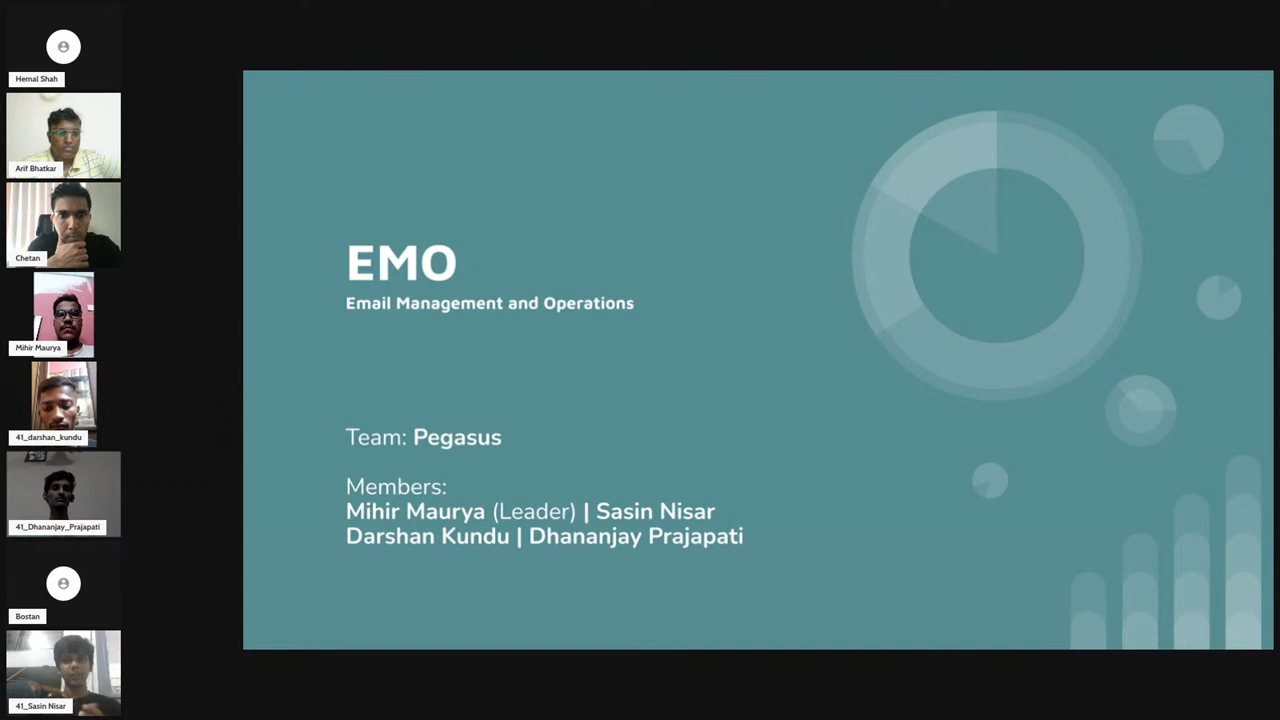 Hemal Shah
Arif Bhatkar
Chetan
Mihir Maurya
41_darshan_kundu
41_Dhananjay_Prajapati
Bostan
41_Sasin Nisar
EMO
Email Management and Operations
Team: Pegasus
Members:
Mihir Maurya (Leader) | Sasin Nisar
Darshan Kundu | Dhananjay Prajapati